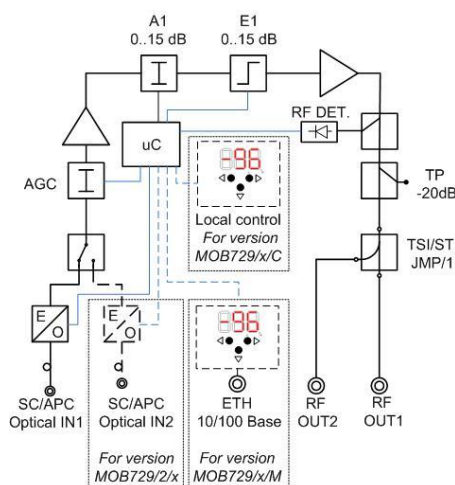 A1
0..15 dB
E1
0..15 dB
RF DET.
uC
-96
AGC
TP
-20dB
Local control
For version
MOB729/x/C
TSI/ST
JMP/1
E
O
E
O
-96
SC/APC
Optical IN1
SC/APC
Optical IN2
ETH
10/100 Base
RF
OUT2
RF
OUT1
For version
MOB729/2/x
For version
MOB729/x/M